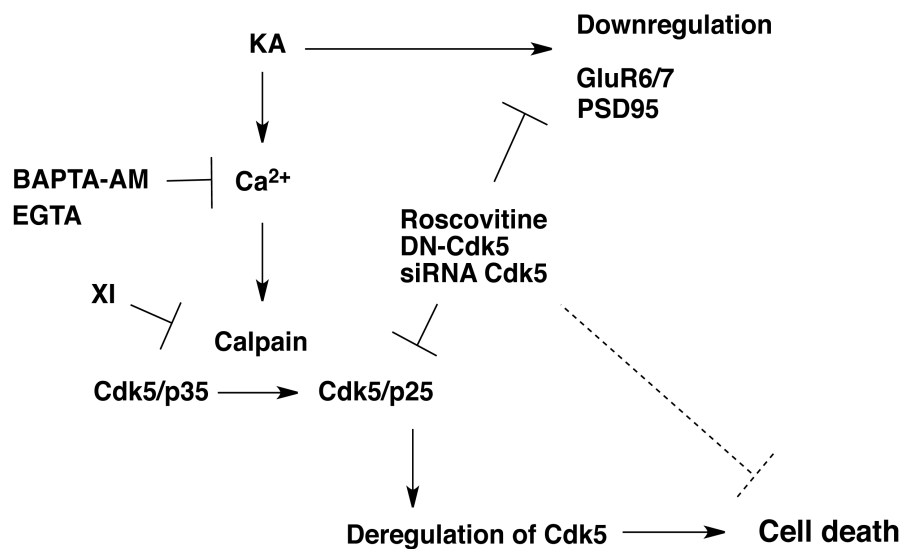 Downregulation
KA
GluR6/7
PSD95
BAPTA-AM
Ca²⁺
EGTA
Roscovitine
DN-Cdk5
siRNA Cdk5
XI
Calpain
Cdk5/p35
Cdk5/p25
Deregulation of Cdk5
Cell death